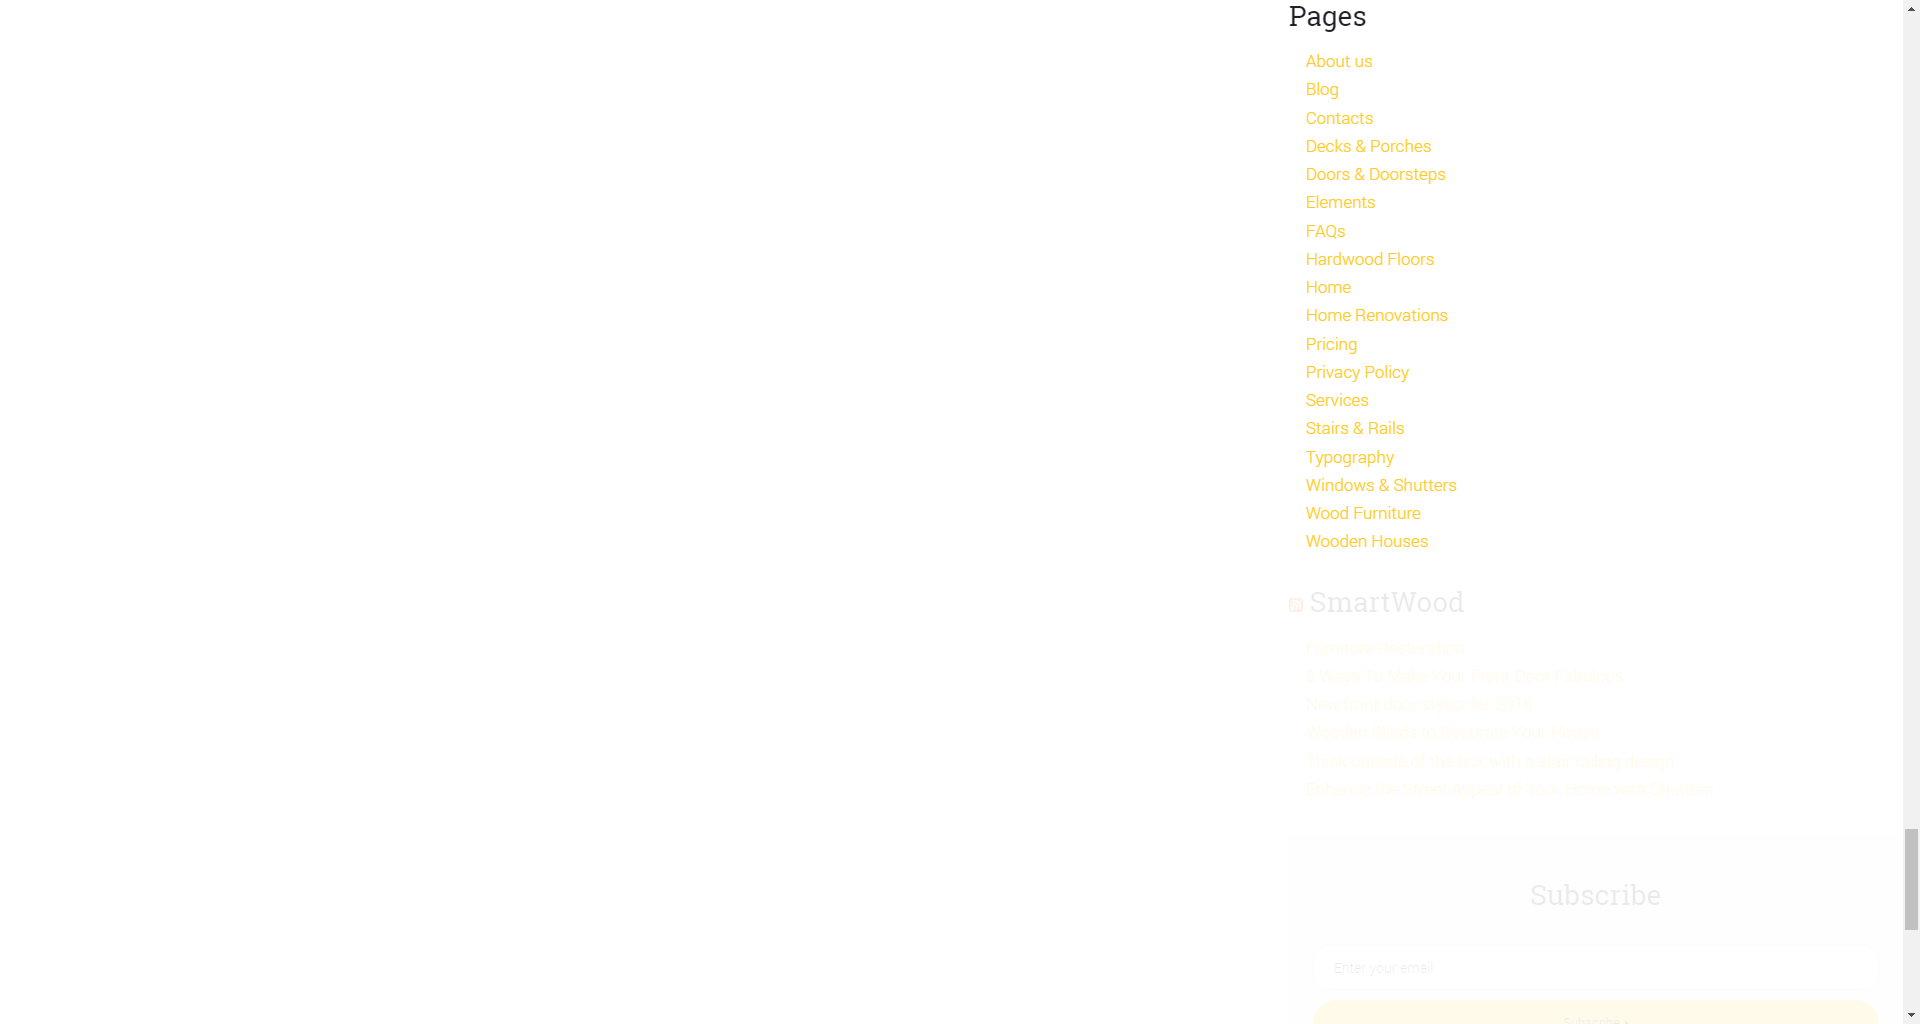 Pages
About us
Blog
Contacts
Decks & Porches
Doors & Doorsteps
Elements
FAQs
Hardwood Floors
Home
Home Renovations
Pricing
Privacy Policy
Services
Stairs & Rails
Typography
Windows & Shutters
Wood Furniture
Wooden Houses
SmartWood
Furniture Restoration
5 Ways To Make Your Front Door Fabulous
New front door styles for 2016
Wooden Blinds to Decorate Your House
Think outside of the box with a stair railing design
Enhance the Street Appeal of Your Home with Shutters
Subscribe
Enter your email
Subscribe